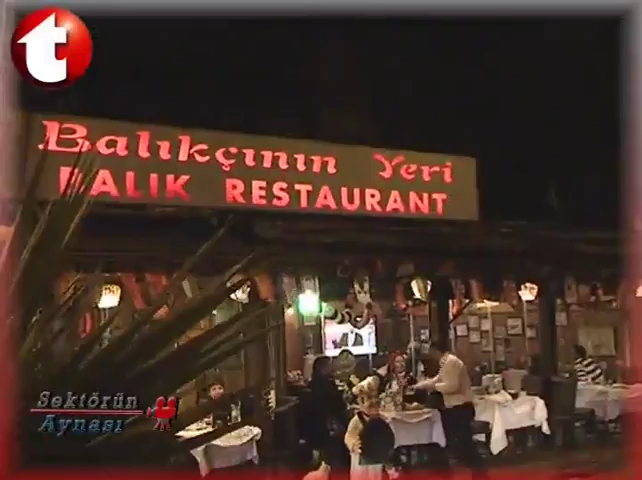 t
Balıkçının Yeri
BALIK RESTAURANT
Sektörün
Aynası